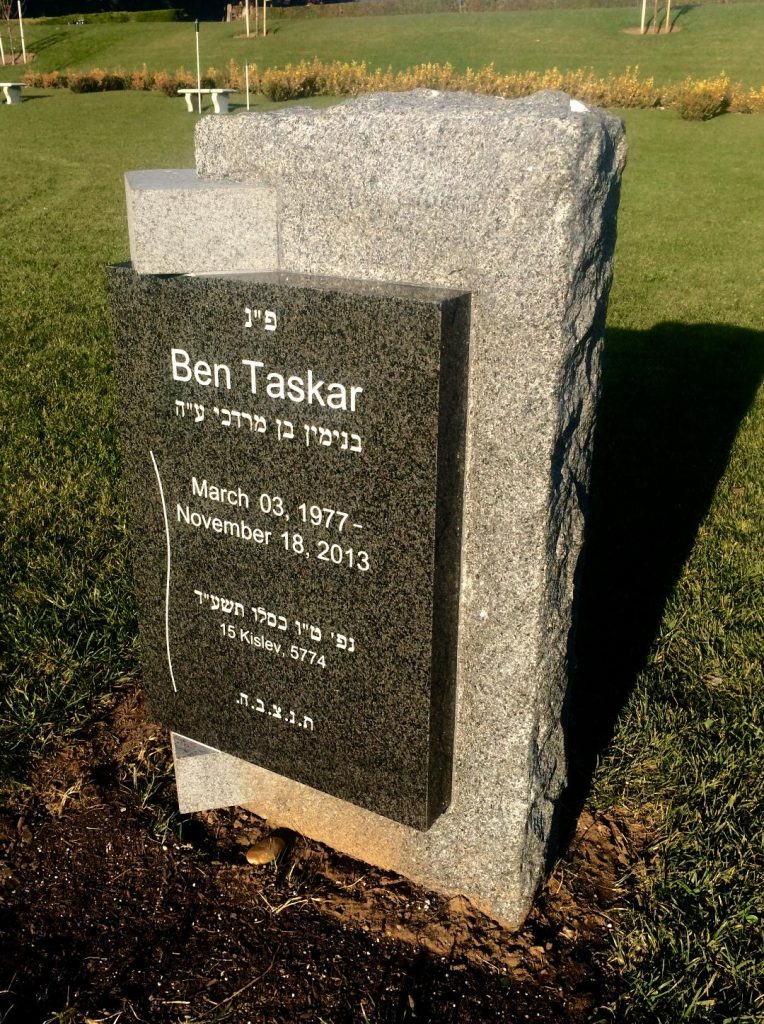 פ"נ
Ben Taskar
בנימין בן מרדכי ע"ה
March 03, 1977-
November 18, 2013
נפ' ט"ו כסלו תשע"ד
15 Kislev, 5774
ת.נ.צ.ב.ה.